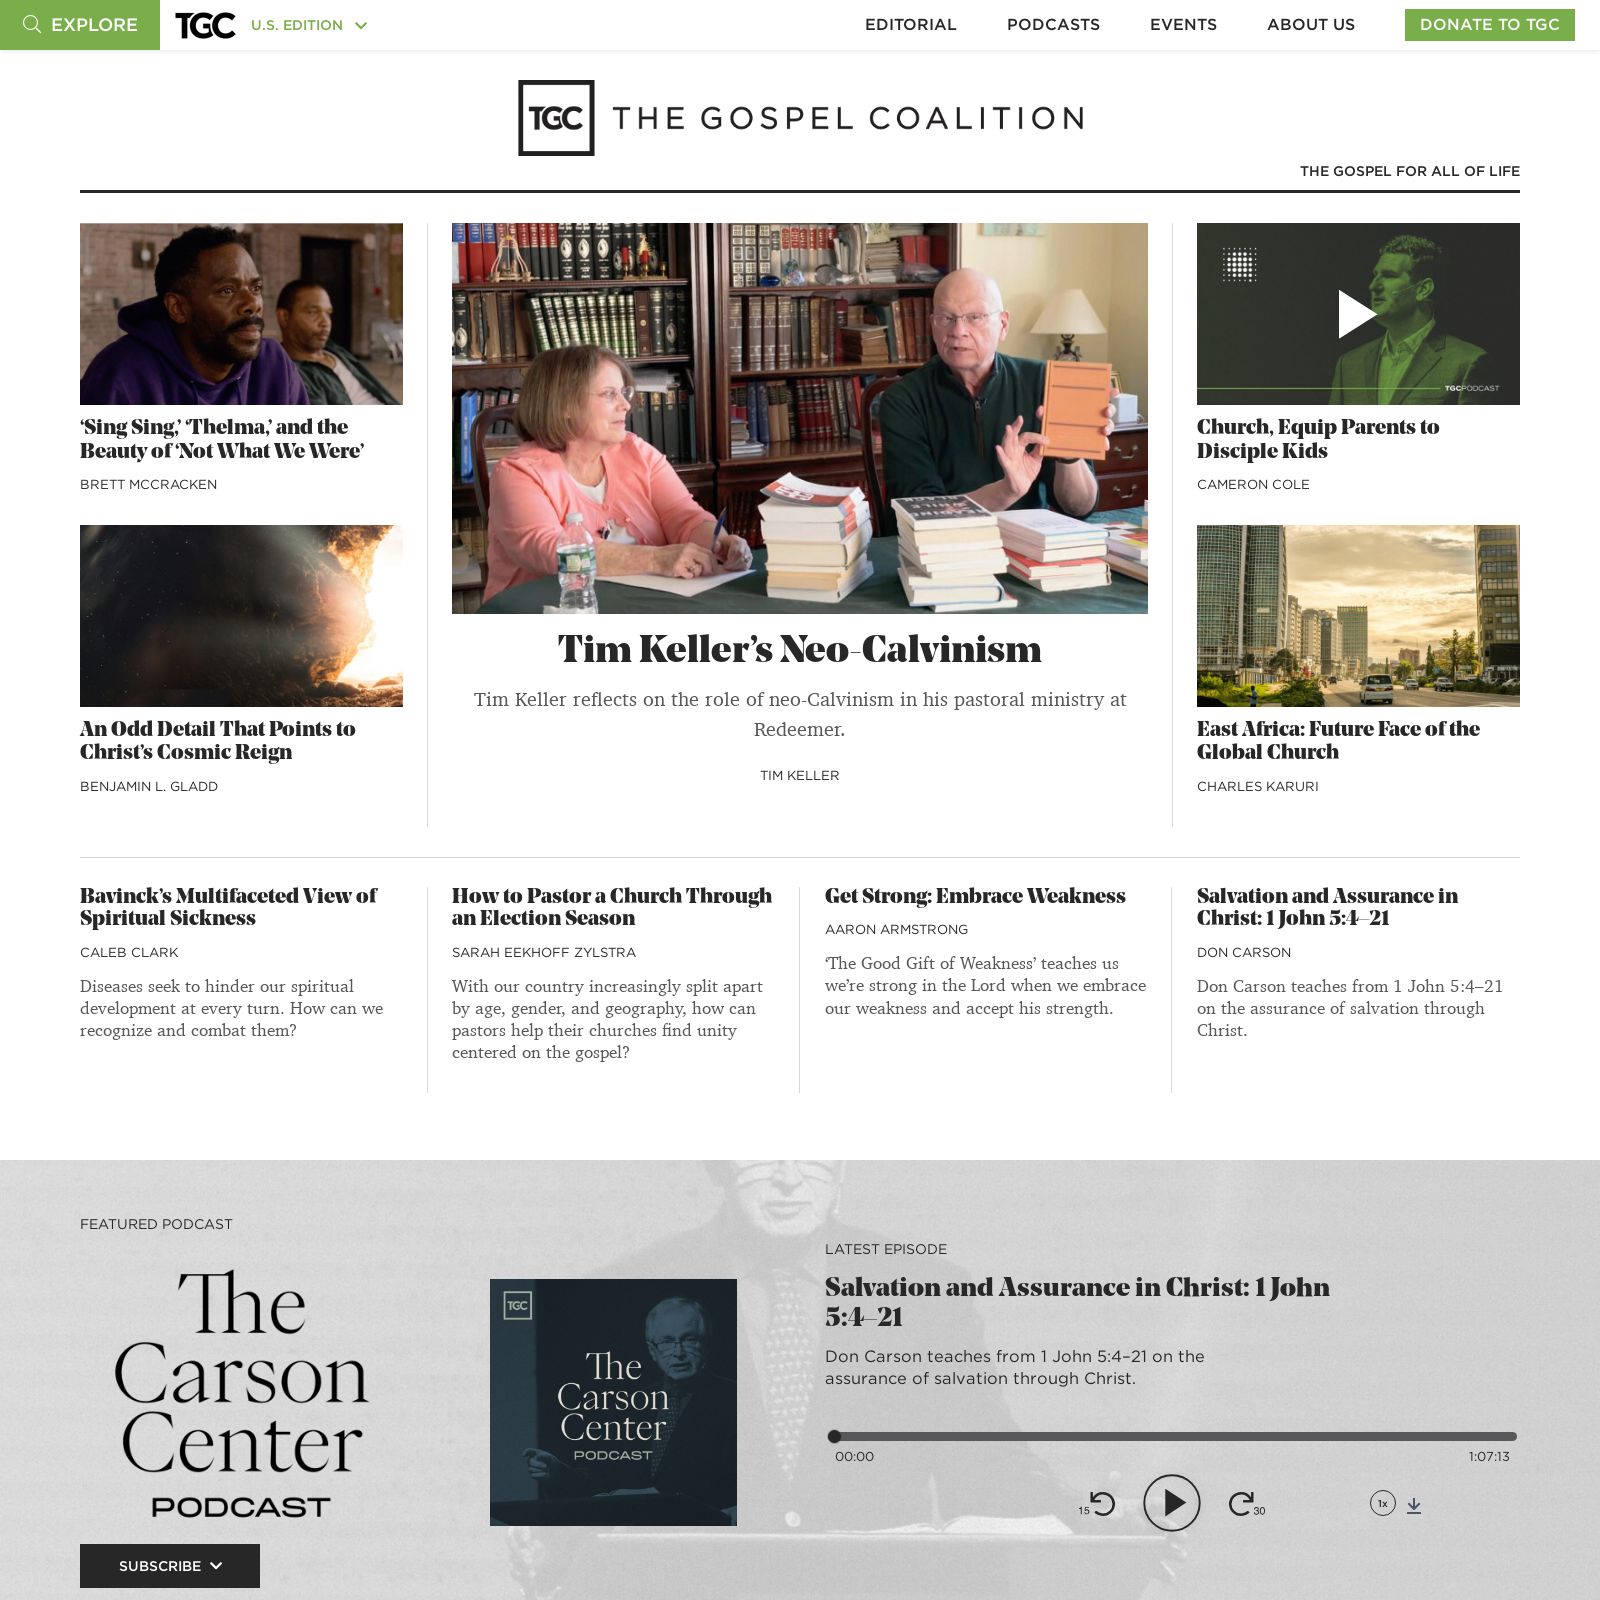 EXPLORE
TGC
U.S. EDITION
EDITORIAL
PODCASTS
EVENTS
ABOUT US
DONATE TO TGC
TGC THE GOSPEL COALITION
THE GOSPEL FOR ALL OF LIFE
‘Sing Sing,’ ‘Thelma,’ and the
Beauty of ‘Not What We Were’
BRETT MCCRACKEN
An Odd Detail That Points to
Christ’s Cosmic Reign
BENJAMIN L. GLADD
Tim Keller’s Neo-Calvinism
Tim Keller reflects on the role of neo-Calvinism in his pastoral ministry at
Redeemer.
TIM KELLER
TGCPODCAST
Church, Equip Parents to
Disciple Kids
CAMERON COLE
East Africa: Future Face of the
Global Church
CHARLES KARURI
Bavinck’s Multifaceted View of
Spiritual Sickness
CALEB CLARK
Diseases seek to hinder our spiritual
development at every turn. How can we
recognize and combat them?
How to Pastor a Church Through
an Election Season
SARAH EEKHOFF ZYLSTRA
With our country increasingly split apart
by age, gender, and geography, how can
pastors help their churches find unity
centered on the gospel?
Get Strong: Embrace Weakness
AARON ARMSTRONG
‘The Good Gift of Weakness’ teaches us
we’re strong in the Lord when we embrace
our weakness and accept his strength.
Salvation and Assurance in
Christ: 1 John 5:4–21
DON CARSON
Don Carson teaches from 1 John 5:4–21
on the assurance of salvation through
Christ.
FEATURED PODCAST
The
Carson
Center
PODCAST
SUBSCRIBE
TGC
The
Carson
Center
PODCAST
LATEST EPISODE
Salvation and Assurance in Christ: 1 John
5:4–21
Don Carson teaches from 1 John 5:4–21 on the
assurance of salvation through Christ.
00:00
1:07:13
15
30
1x